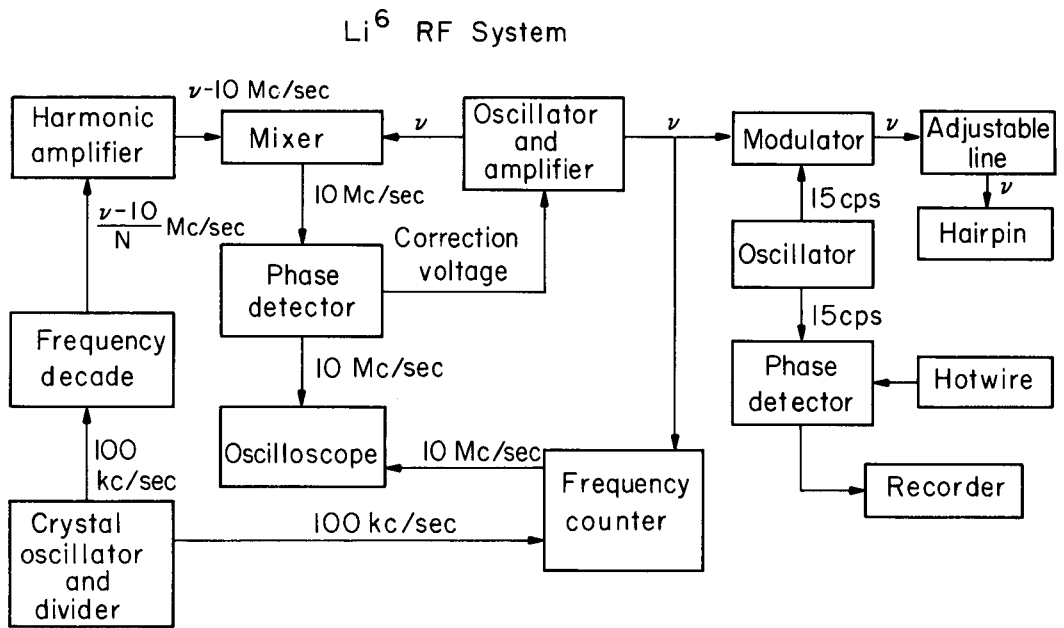 Li⁶ RF System
ν-10 Mc/sec
Harmonic
amplifier
Mixer
ν
Oscillator
and
amplifier
ν
Modulator
ν
Adjustable
line
ν
Hairpin
10 Mc/sec
15 cps
ν-10
N
Mc/sec
Correction
voltage
Oscillator
Phase
detector
15 cps
Frequency
decade
10 Mc/sec
Phase
detector
Hotwire
100
kc/sec
Oscilloscope
10 Mc/sec
Frequency
counter
Recorder
Crystal
oscillator
and
divider
100 kc/sec